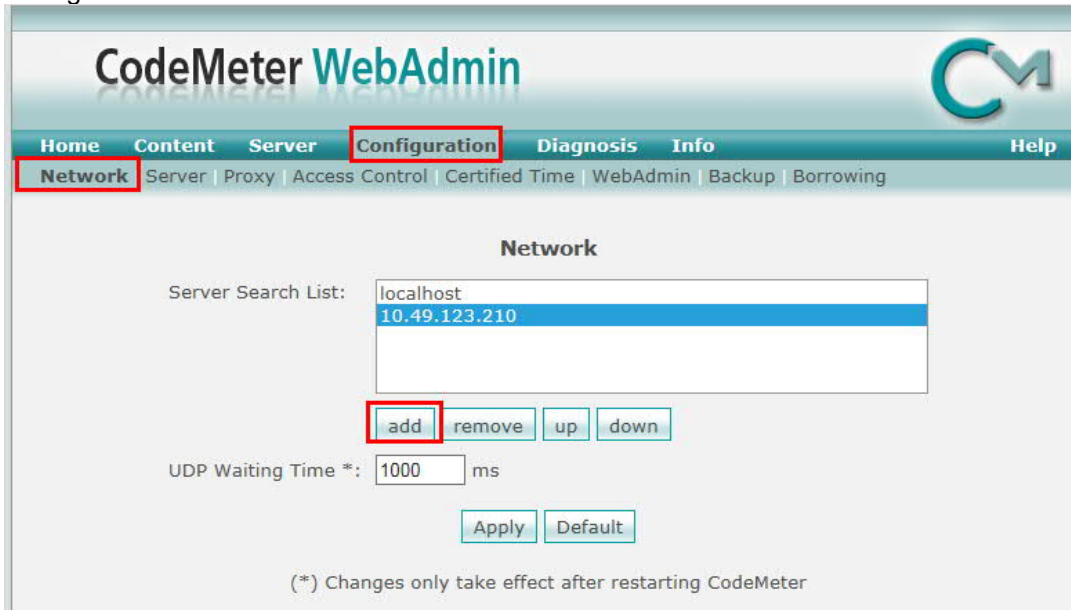 CodeMeter WebAdmin
CM
Home Content Server Configuration Diagnosis Info Help
Network | Server | Proxy | Access Control | Certified Time | WebAdmin | Backup | Borrowing
Network
Server Search List:
localhost
10.49.123.210
add remove up down
UDP Waiting Time *: 1000 ms
Apply Default
(*) Changes only take effect after restarting CodeMeter